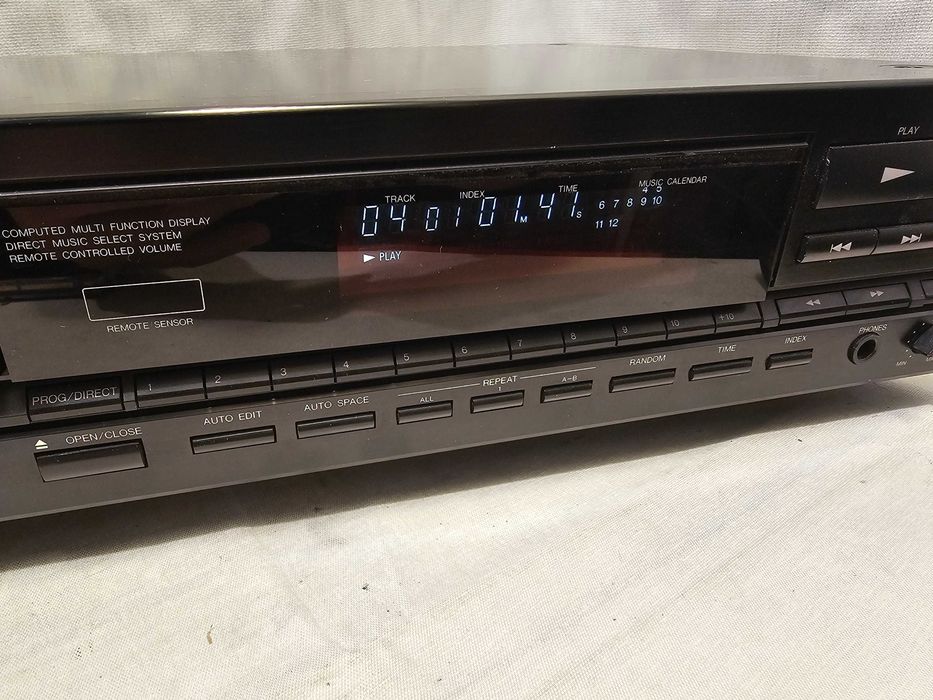 PLAY
COMPUTED MULTI FUNCTION DISPLAY
DIRECT MUSIC SELECT SYSTEM
REMOTE CONTROLLED VOLUME
REMOTE SENSOR
TRACK INDEX TIME MUSIC CALENDAR
4 5
04 01 01M 41S 6 7 8 9 10
11 12
PLAY
PROG/DIRECT 1 2 3 4 5 6 7 8 9 10 +10
OPEN/CLOSE
AUTO EDIT
AUTO SPACE
REPEAT
ALL 1 A-B
RANDOM
TIME
INDEX
PHONES
MIN